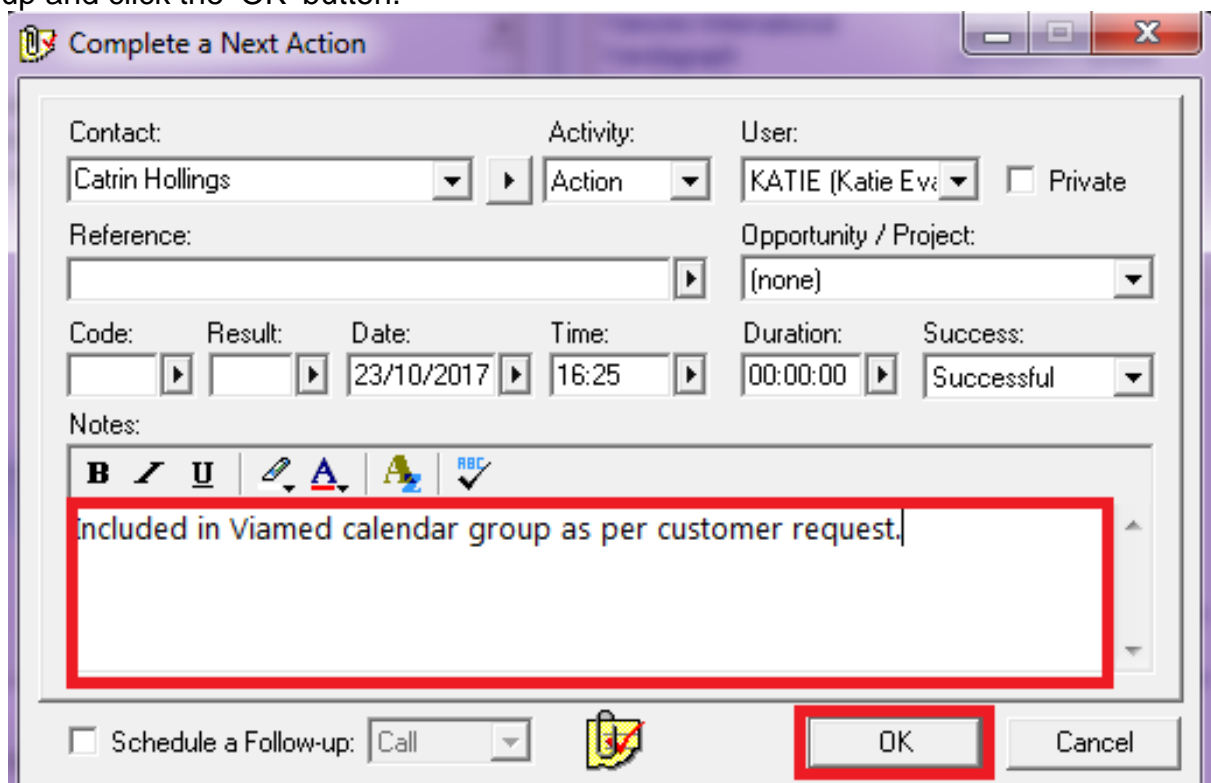 up and click the 'OK' button.
Complete a Next Action
Contact: Activity: User:
Catrin Hollings Action KATIE (Katie Eva Private
Reference: Opportunity / Project:
(none)
Code: Result: Date: Time: Duration: Success:
23/10/2017 16:25 00:00:00 Successful
Notes:
B I U A A Z ABC
Included in Viamed calendar group as per customer request.
Schedule a Follow-up: Call OK Cancel